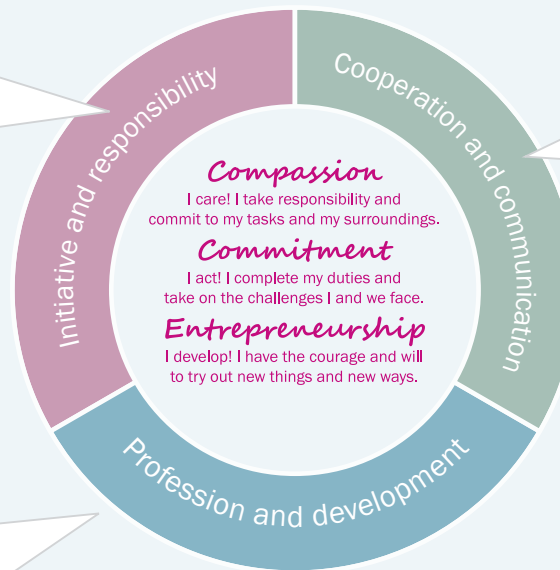 Initiative and responsibility
Cooperation and communication
Compassion
I care! I take responsibility and
commit to my tasks and my surroundings.
Commitment
I act! I complete my duties and
take on the challenges I and we face.
Entrepreneurship
I develop! I have the courage and will
to try out new things and new ways.
Profession and development